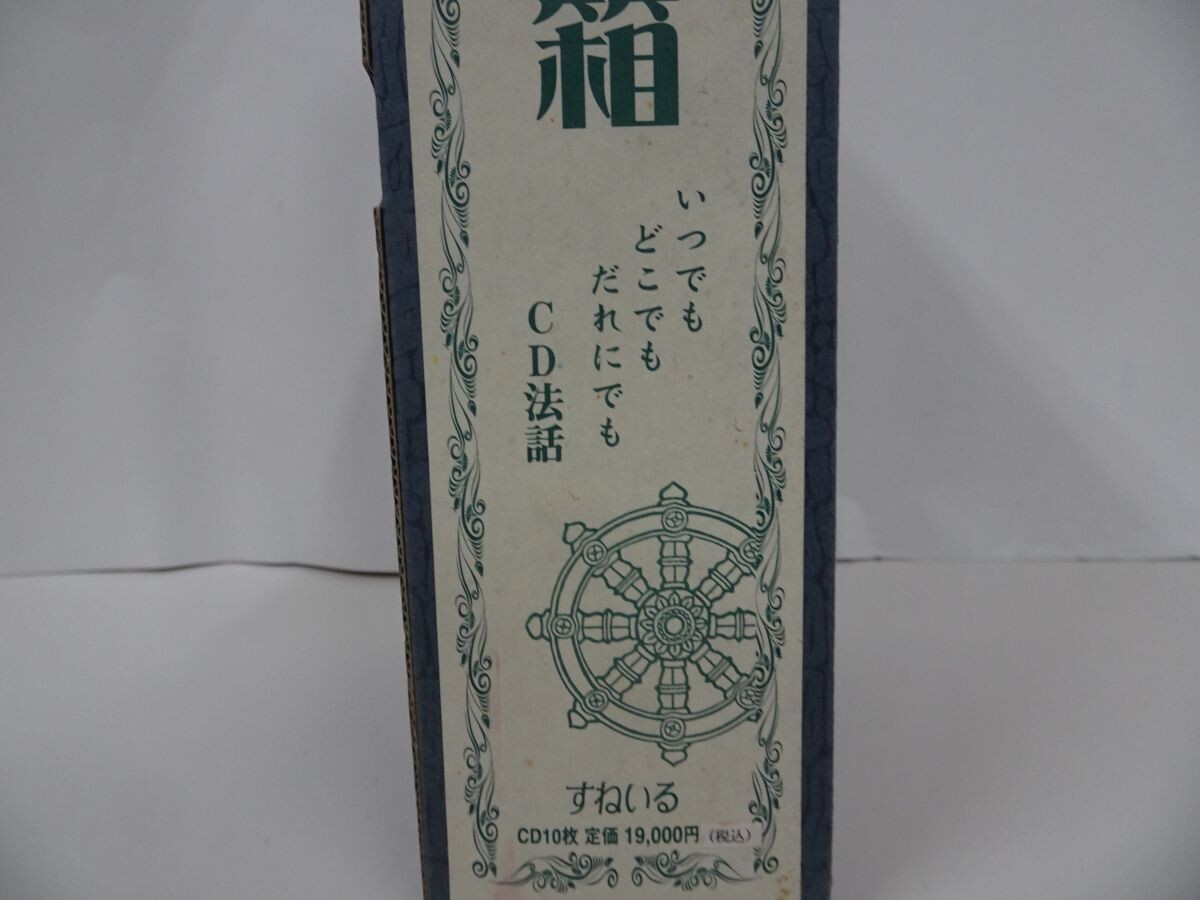 箱
いつでも
どこでも
だれにでも
CD法話
すねいる
CD10枚 定価 19,000円（税込）